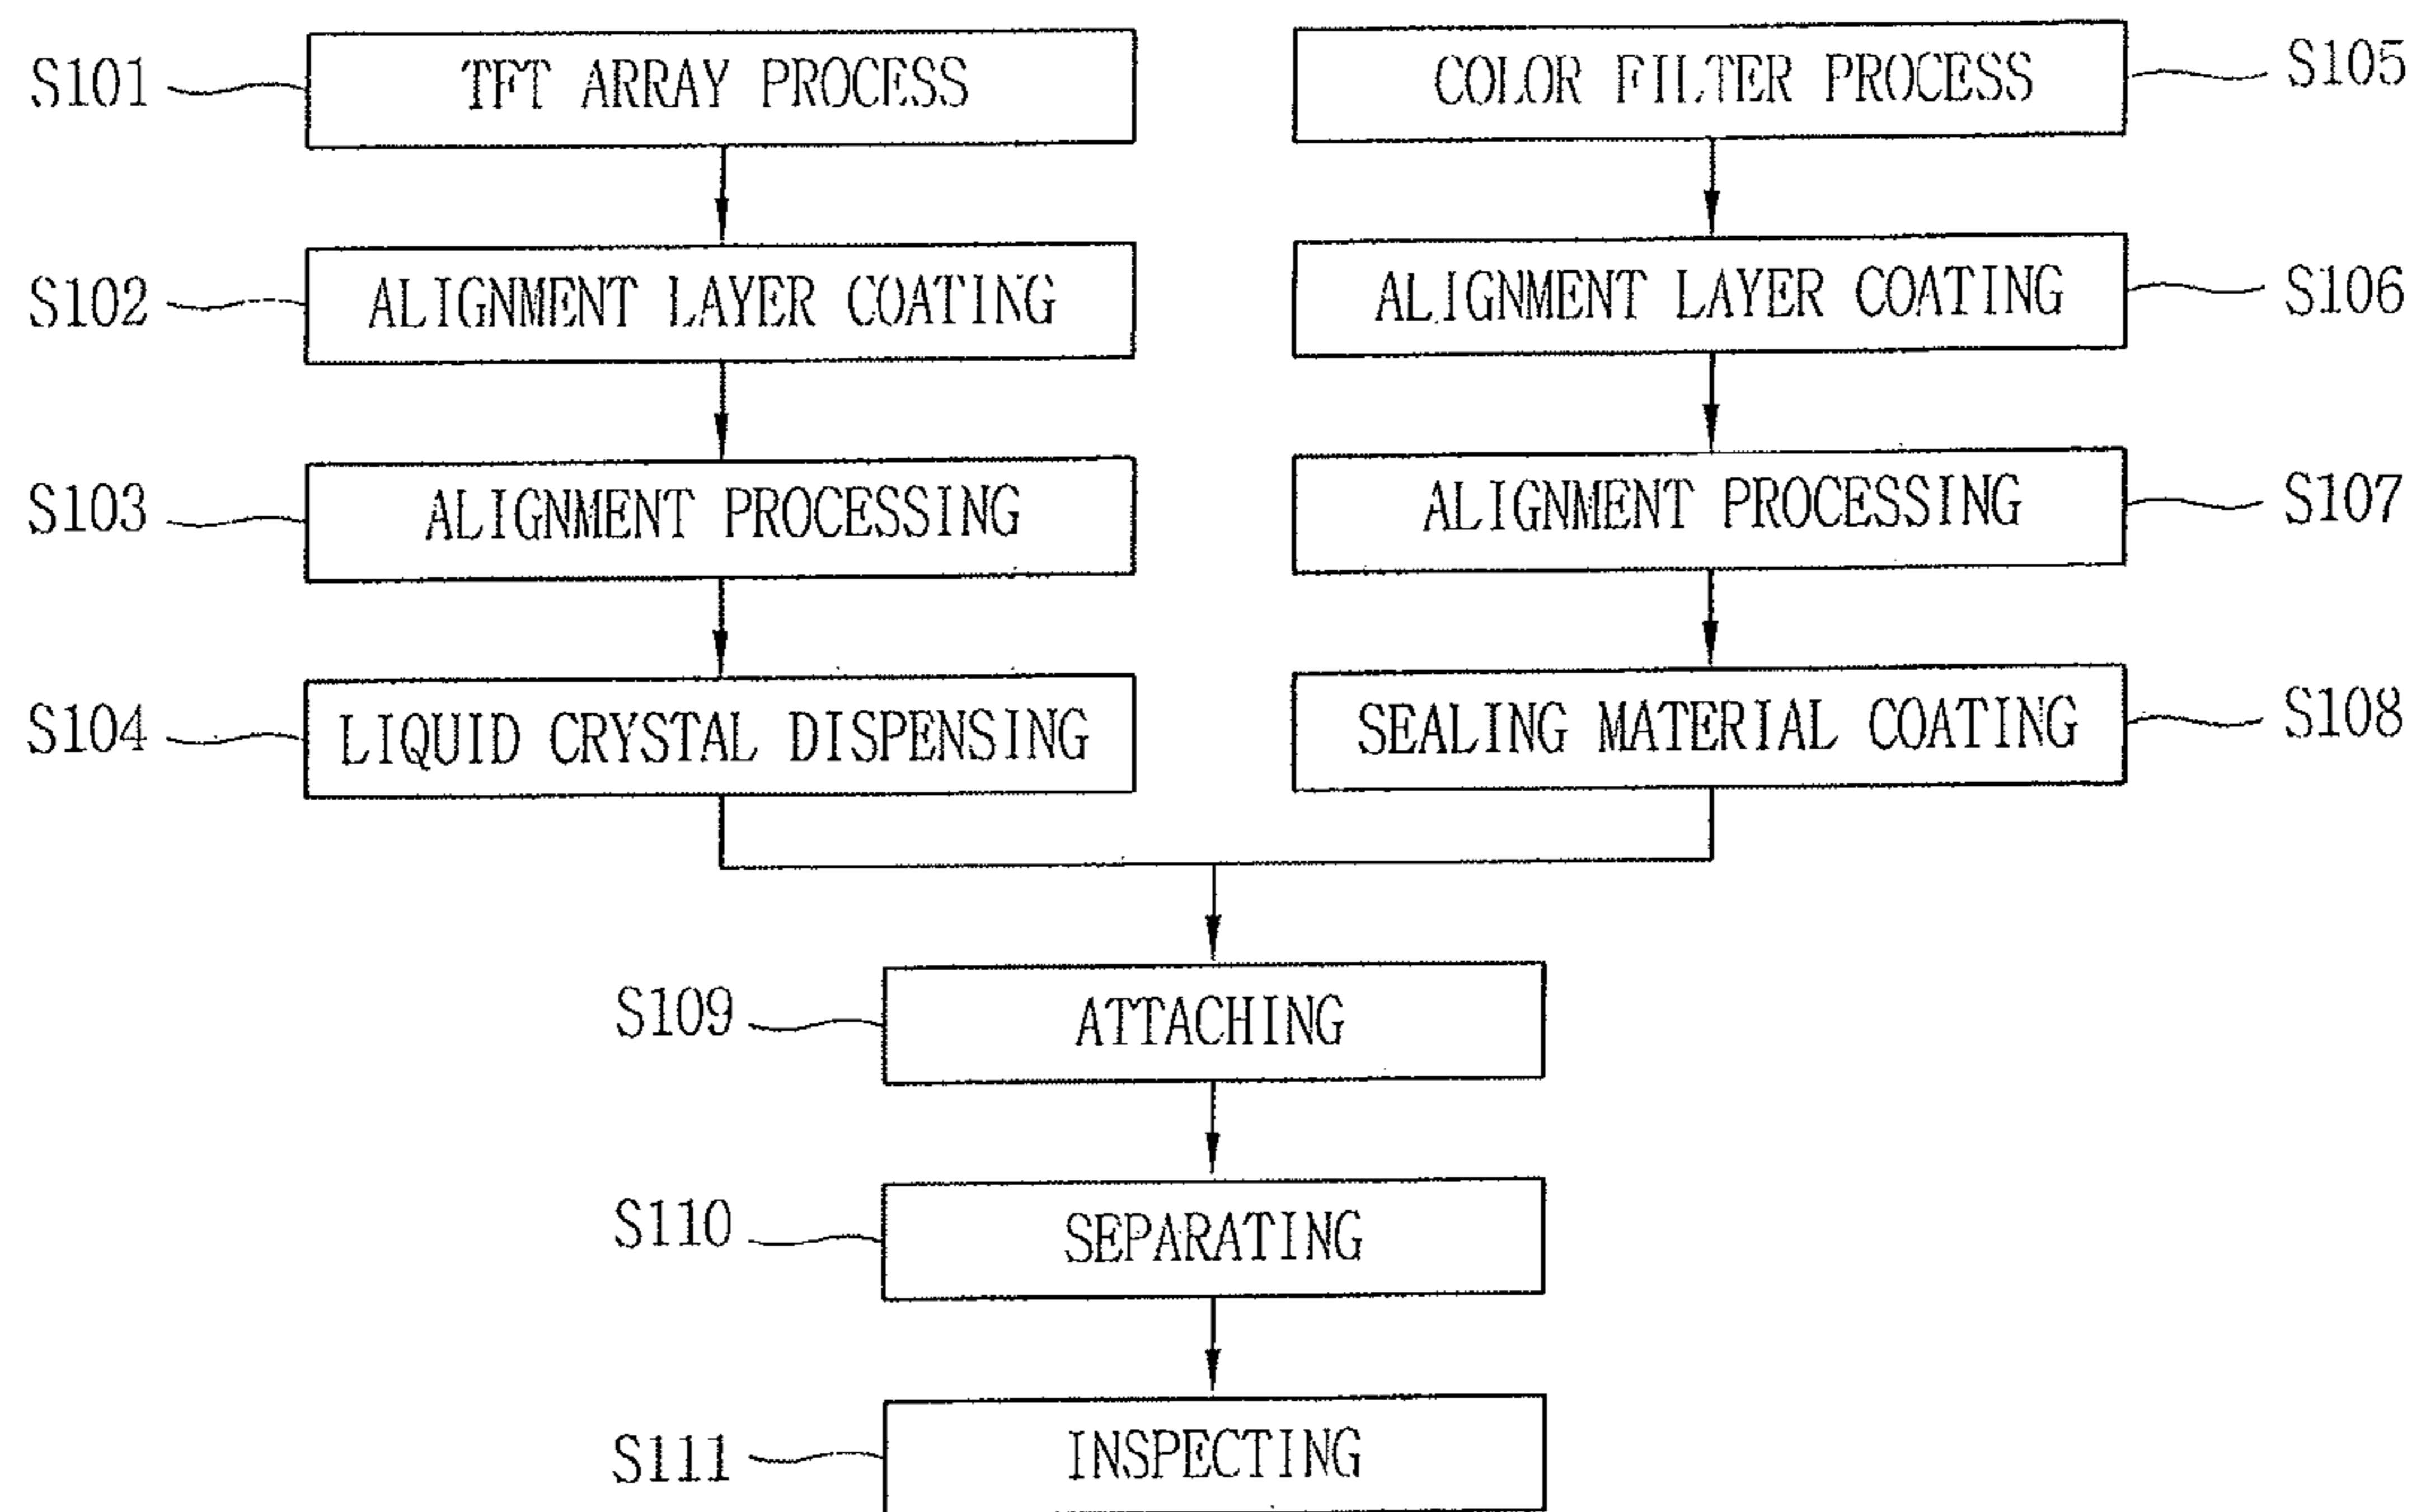 S101 TFT ARRAY PROCESS
COLOR FILTER PROCESS S105
S102 ALIGNMENT LAYER COATING
ALIGNMENT LAYER COATING S106
S103 ALIGNMENT PROCESSING
ALIGNMENT PROCESSING S107
S104 LIQUID CRYSTAL DISPENSING
SEALING MATERIAL COATING S108
S109 ATTACHING
S110 SEPARATING
S111 INSPECTING